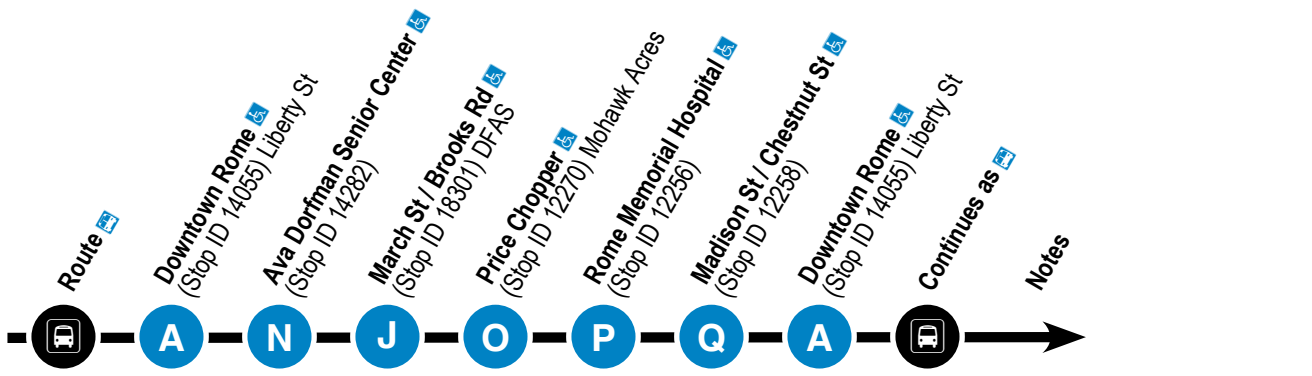 Route
Downtown Rome
(Stop ID 14055) Liberty St
Ava Dorfman Senior Center
(Stop ID 14282)
March St / Brooks Rd
(Stop ID 18301) DFAS
Price Chopper
(Stop ID 12270) Mohawk Acres
Rome Memorial Hospital
(Stop ID 12256)
Madison St / Chestnut St
(Stop ID 12258)
Downtown Rome
(Stop ID 14055) Liberty St
Continues as
Notes
A
N
J
O
P
Q
A